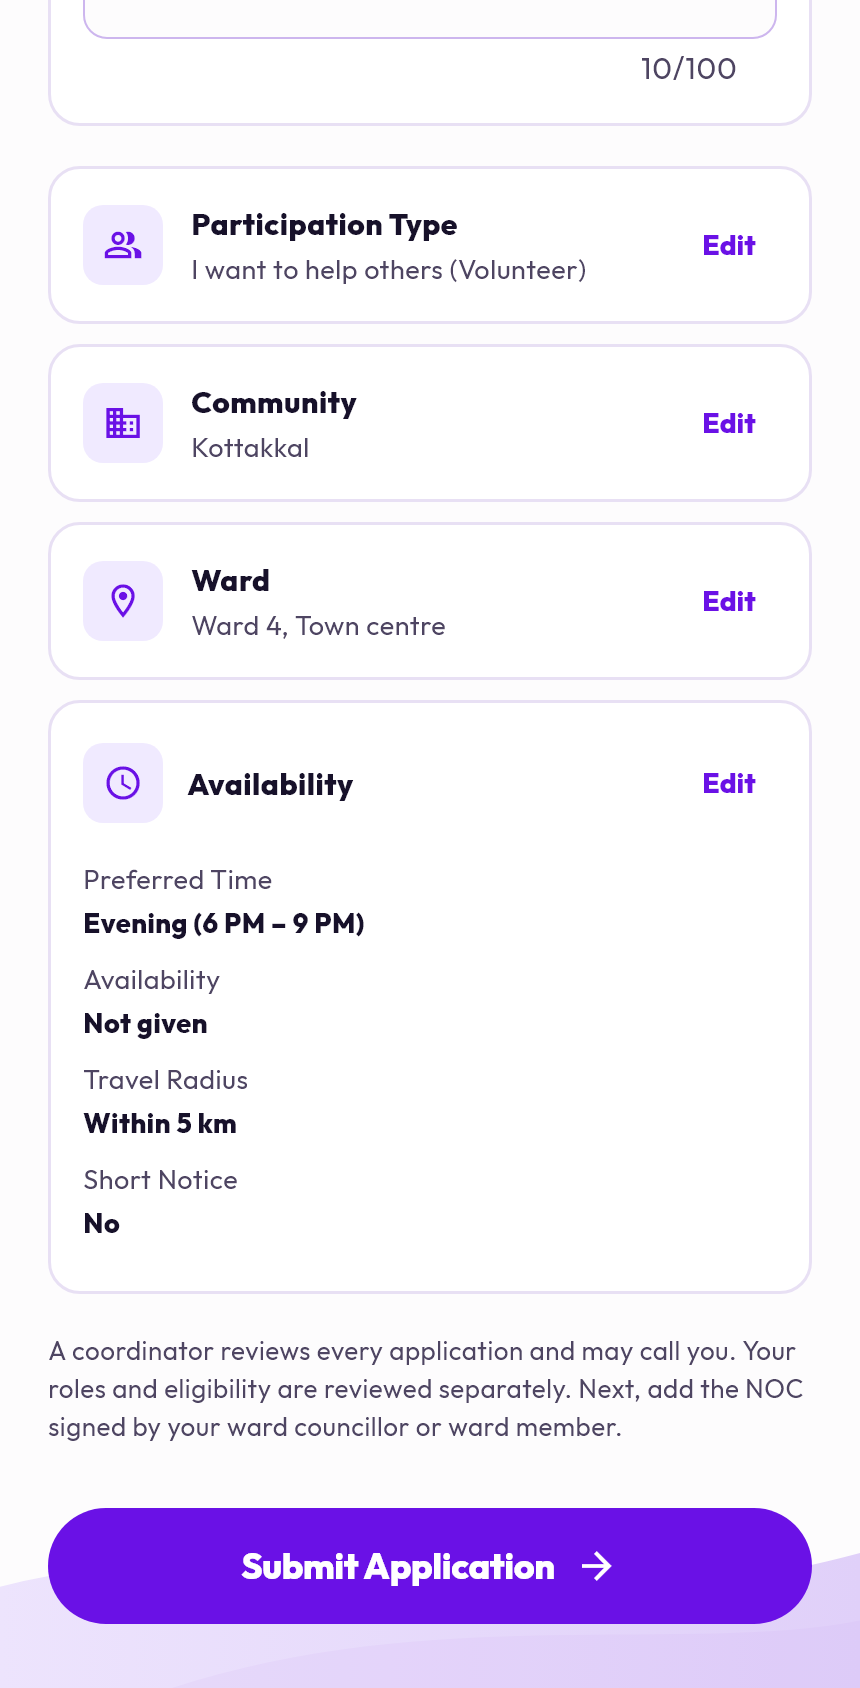 10/100
Participation Type
I want to help others (Volunteer)
Edit
Community
Kottakkal
Edit
Ward
Ward 4, Town centre
Edit
Availability
Edit
Preferred Time
Evening (6 PM – 9 PM)
Availability
Not given
Travel Radius
Within 5 km
Short Notice
No
A coordinator reviews every application and may call you. Your
roles and eligibility are reviewed separately. Next, add the NOC
signed by your ward councillor or ward member.
Submit Application